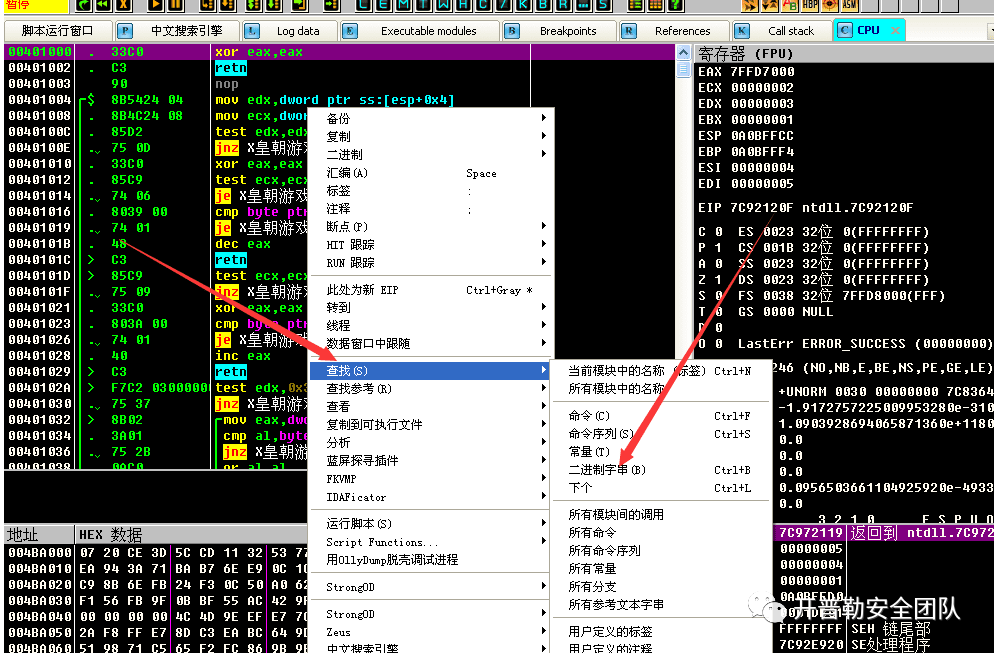 暂停
脚本运行窗口 P 中文搜索引擎 L Log data E Executable modules B Breakpoints R References K Call stack C CPU
00401000 . 33C0 xor eax,eax
00401002 . C3 retn
00401003 90 nop
00401004 $ 8B5424 04 mov edx,dword ptr ss:[esp+0x4]
00401008 . 8B4C24 08 mov ecx,
0040100C . 85D2 test edx,
0040100E . 75 0D jnz X皇朝游
00401010 . 33C0 xor eax,eax
00401012 . 85C9 test ecx,
00401014 . 74 06 je X皇朝游
00401016 . 8039 00 cmp byte ptr
00401019 . 74 01 je X皇朝游
0040101B . 48 dec eax
0040101C > C3 retn
0040101D > 85C9 test ecx,
0040101F . 75 09 jnz X皇朝游
00401021 . 33C0 xor eax,eax
00401023 . 803A 00 cmp byte ptr
00401026 . 74 01 je X皇朝游
00401028 . 40 inc eax
00401029 > C3 retn
0040102A > F7C2 03000000 test edx,
00401030 . 75 37 jnz X皇朝游
00401032 > 8B02 mov eax,
00401034 . 3A01 cmp al,byte
00401036 . 75 2B jnz X皇朝游
00401038 . 0AC0 or al,al
备份
复制
二进制
汇编(A) Space
标签 :
注释 ;
断点(P)
HIT 跟踪
RUN 跟踪
此处为新 EIP Ctrl+Gray *
转到
线程
数据窗口中跟随
查找(S)
查找参考(R)
查看
复制到可执行文件
分析
蓝屏探寻插件
FKVMP
IDAFicator
运行脚本(S)
Script Functions...
用OllyDump脱壳调试进程
StrongOD
StrongOD
Zeus
中文搜索引擎
当前模块中的名称 (标签) Ctrl+N
所有模块中的名称
命令(C) Ctrl+F
命令序列(S) Ctrl+S
常量(T)
二进制字串(B) Ctrl+B
下个 Ctrl+L
所有模块间的调用
所有命令
所有命令序列
所有常量
所有分支
所有参考文本字串
用户定义的标签
用户定义的注释
寄存器 (FPU)
EAX 7FFD7000
ECX 00000002
EDX 00000003
EBX 00000001
ESP 0A0BFFCC
EBP 0A0BFFF4
ESI 00000004
EDI 00000005
EIP 7C92120F ntdll.7C92120F
C 0 ES 0023 32位 0(FFFFFFFF)
P 1 CS 001B 32位 0(FFFFFFFF)
A 0 SS 0023 32位 0(FFFFFFFF)
Z 1 DS 0023 32位 0(FFFFFFFF)
S 0 FS 0038 32位 7FFD8000(FFF)
T 0 GS 0000 NULL
D 0
O 0 LastErr ERROR_SUCCESS (00000000)
246 (NO,NB,E,BE,NS,PE,GE,LE)
+UNORM 0030 00000000 7C8364
-1.9172757225009953280e-310
1.0903928694065871360e+1180
0.0
0.0
0.0956503661104925920e-4933
0.0
3 2 1 0 E S P U O
地址 HEX 数据
004BA000 07 20 CE 3D 5C CD 11 32 53 77
004BA010 EA 94 3A 71 BA B7 6E E9 0C
004BA020 C9 8B 6E FB 24 F3 0C 50 A0
004BA030 F1 56 FB 9F 0B BF 55 AC 42
004BA040 00 00 00 00 4C 4D 9E EF E7
004BA050 2A F8 FF E7 8D C3 EA BC 64
004BA060 51 98 71 C5 65 F2 FC 86 9B
7C972119 返回到 ntdll.7C972
00000005
00000004
00000001
0A0BFFD0
FFFFFFFF SEH 链尾部
7C92E920 SE处理程序
开普勒安全团队